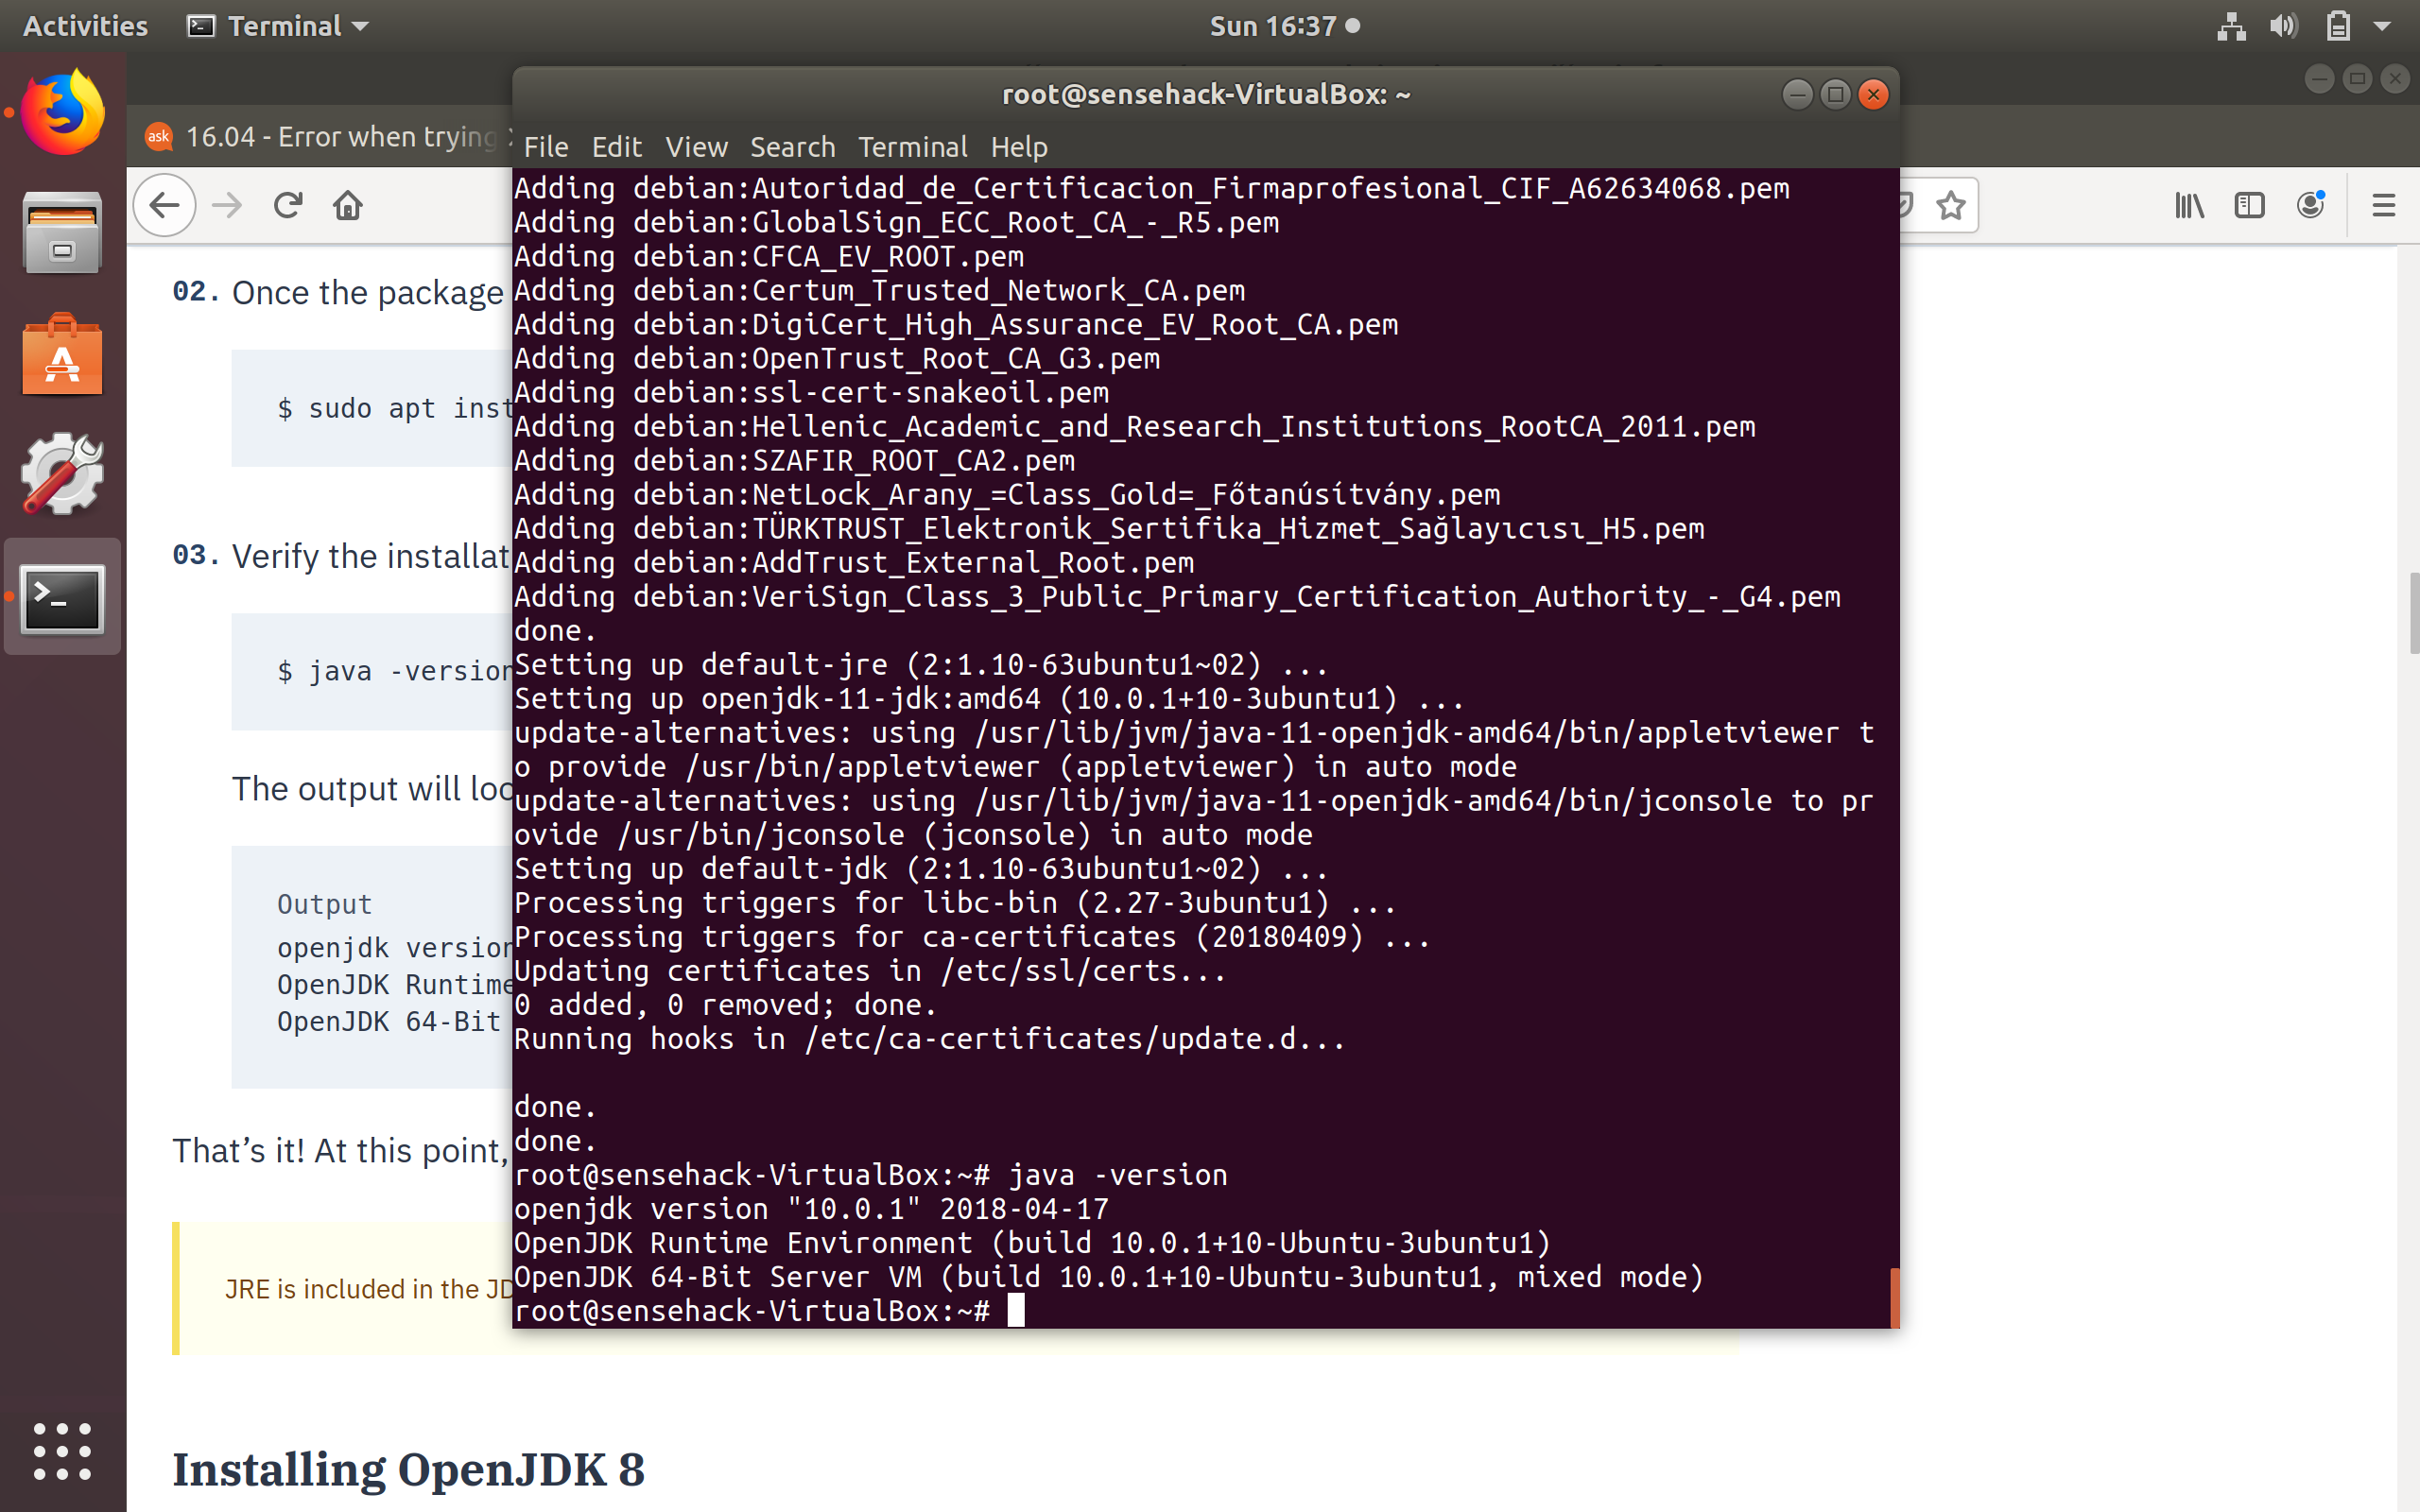 Activities
Terminal
Sun 16:37
ask 16.04 - Error when trying
root@sensehack-VirtualBox: ~
File Edit View Search Terminal Help
02. Once the package
$ sudo apt inst
03. Verify the installat
$ java -version
The output will loo
Output
openjdk version
OpenJDK Runtime
OpenJDK 64-Bit
That’s it! At this point,
JRE is included in the JD
Installing OpenJDK 8
Adding debian:Autoridad_de_Certificacion_Firmaprofesional_CIF_A62634068.pem
Adding debian:GlobalSign_ECC_Root_CA_-_R5.pem
Adding debian:CFCA_EV_ROOT.pem
Adding debian:Certum_Trusted_Network_CA.pem
Adding debian:DigiCert_High_Assurance_EV_Root_CA.pem
Adding debian:OpenTrust_Root_CA_G3.pem
Adding debian:ssl-cert-snakeoil.pem
Adding debian:Hellenic_Academic_and_Research_Institutions_RootCA_2011.pem
Adding debian:SZAFIR_ROOT_CA2.pem
Adding debian:NetLock_Arany_=Class_Gold=_Főtanúsítvány.pem
Adding debian:TÜRKTRUST_Elektronik_Sertifika_Hizmet_Sağlayıcısı_H5.pem
Adding debian:AddTrust_External_Root.pem
Adding debian:VeriSign_Class_3_Public_Primary_Certification_Authority_-_G4.pem
done.
Setting up default-jre (2:1.10-63ubuntu1~02) ...
Setting up openjdk-11-jdk:amd64 (10.0.1+10-3ubuntu1) ...
update-alternatives: using /usr/lib/jvm/java-11-openjdk-amd64/bin/appletviewer t
o provide /usr/bin/appletviewer (appletviewer) in auto mode
update-alternatives: using /usr/lib/jvm/java-11-openjdk-amd64/bin/jconsole to pr
ovide /usr/bin/jconsole (jconsole) in auto mode
Setting up default-jdk (2:1.10-63ubuntu1~02) ...
Processing triggers for libc-bin (2.27-3ubuntu1) ...
Processing triggers for ca-certificates (20180409) ...
Updating certificates in /etc/ssl/certs...
0 added, 0 removed; done.
Running hooks in /etc/ca-certificates/update.d...
done.
done.
root@sensehack-VirtualBox:~# java -version
openjdk version "10.0.1" 2018-04-17
OpenJDK Runtime Environment (build 10.0.1+10-Ubuntu-3ubuntu1)
OpenJDK 64-Bit Server VM (build 10.0.1+10-Ubuntu-3ubuntu1, mixed mode)
root@sensehack-VirtualBox:~#